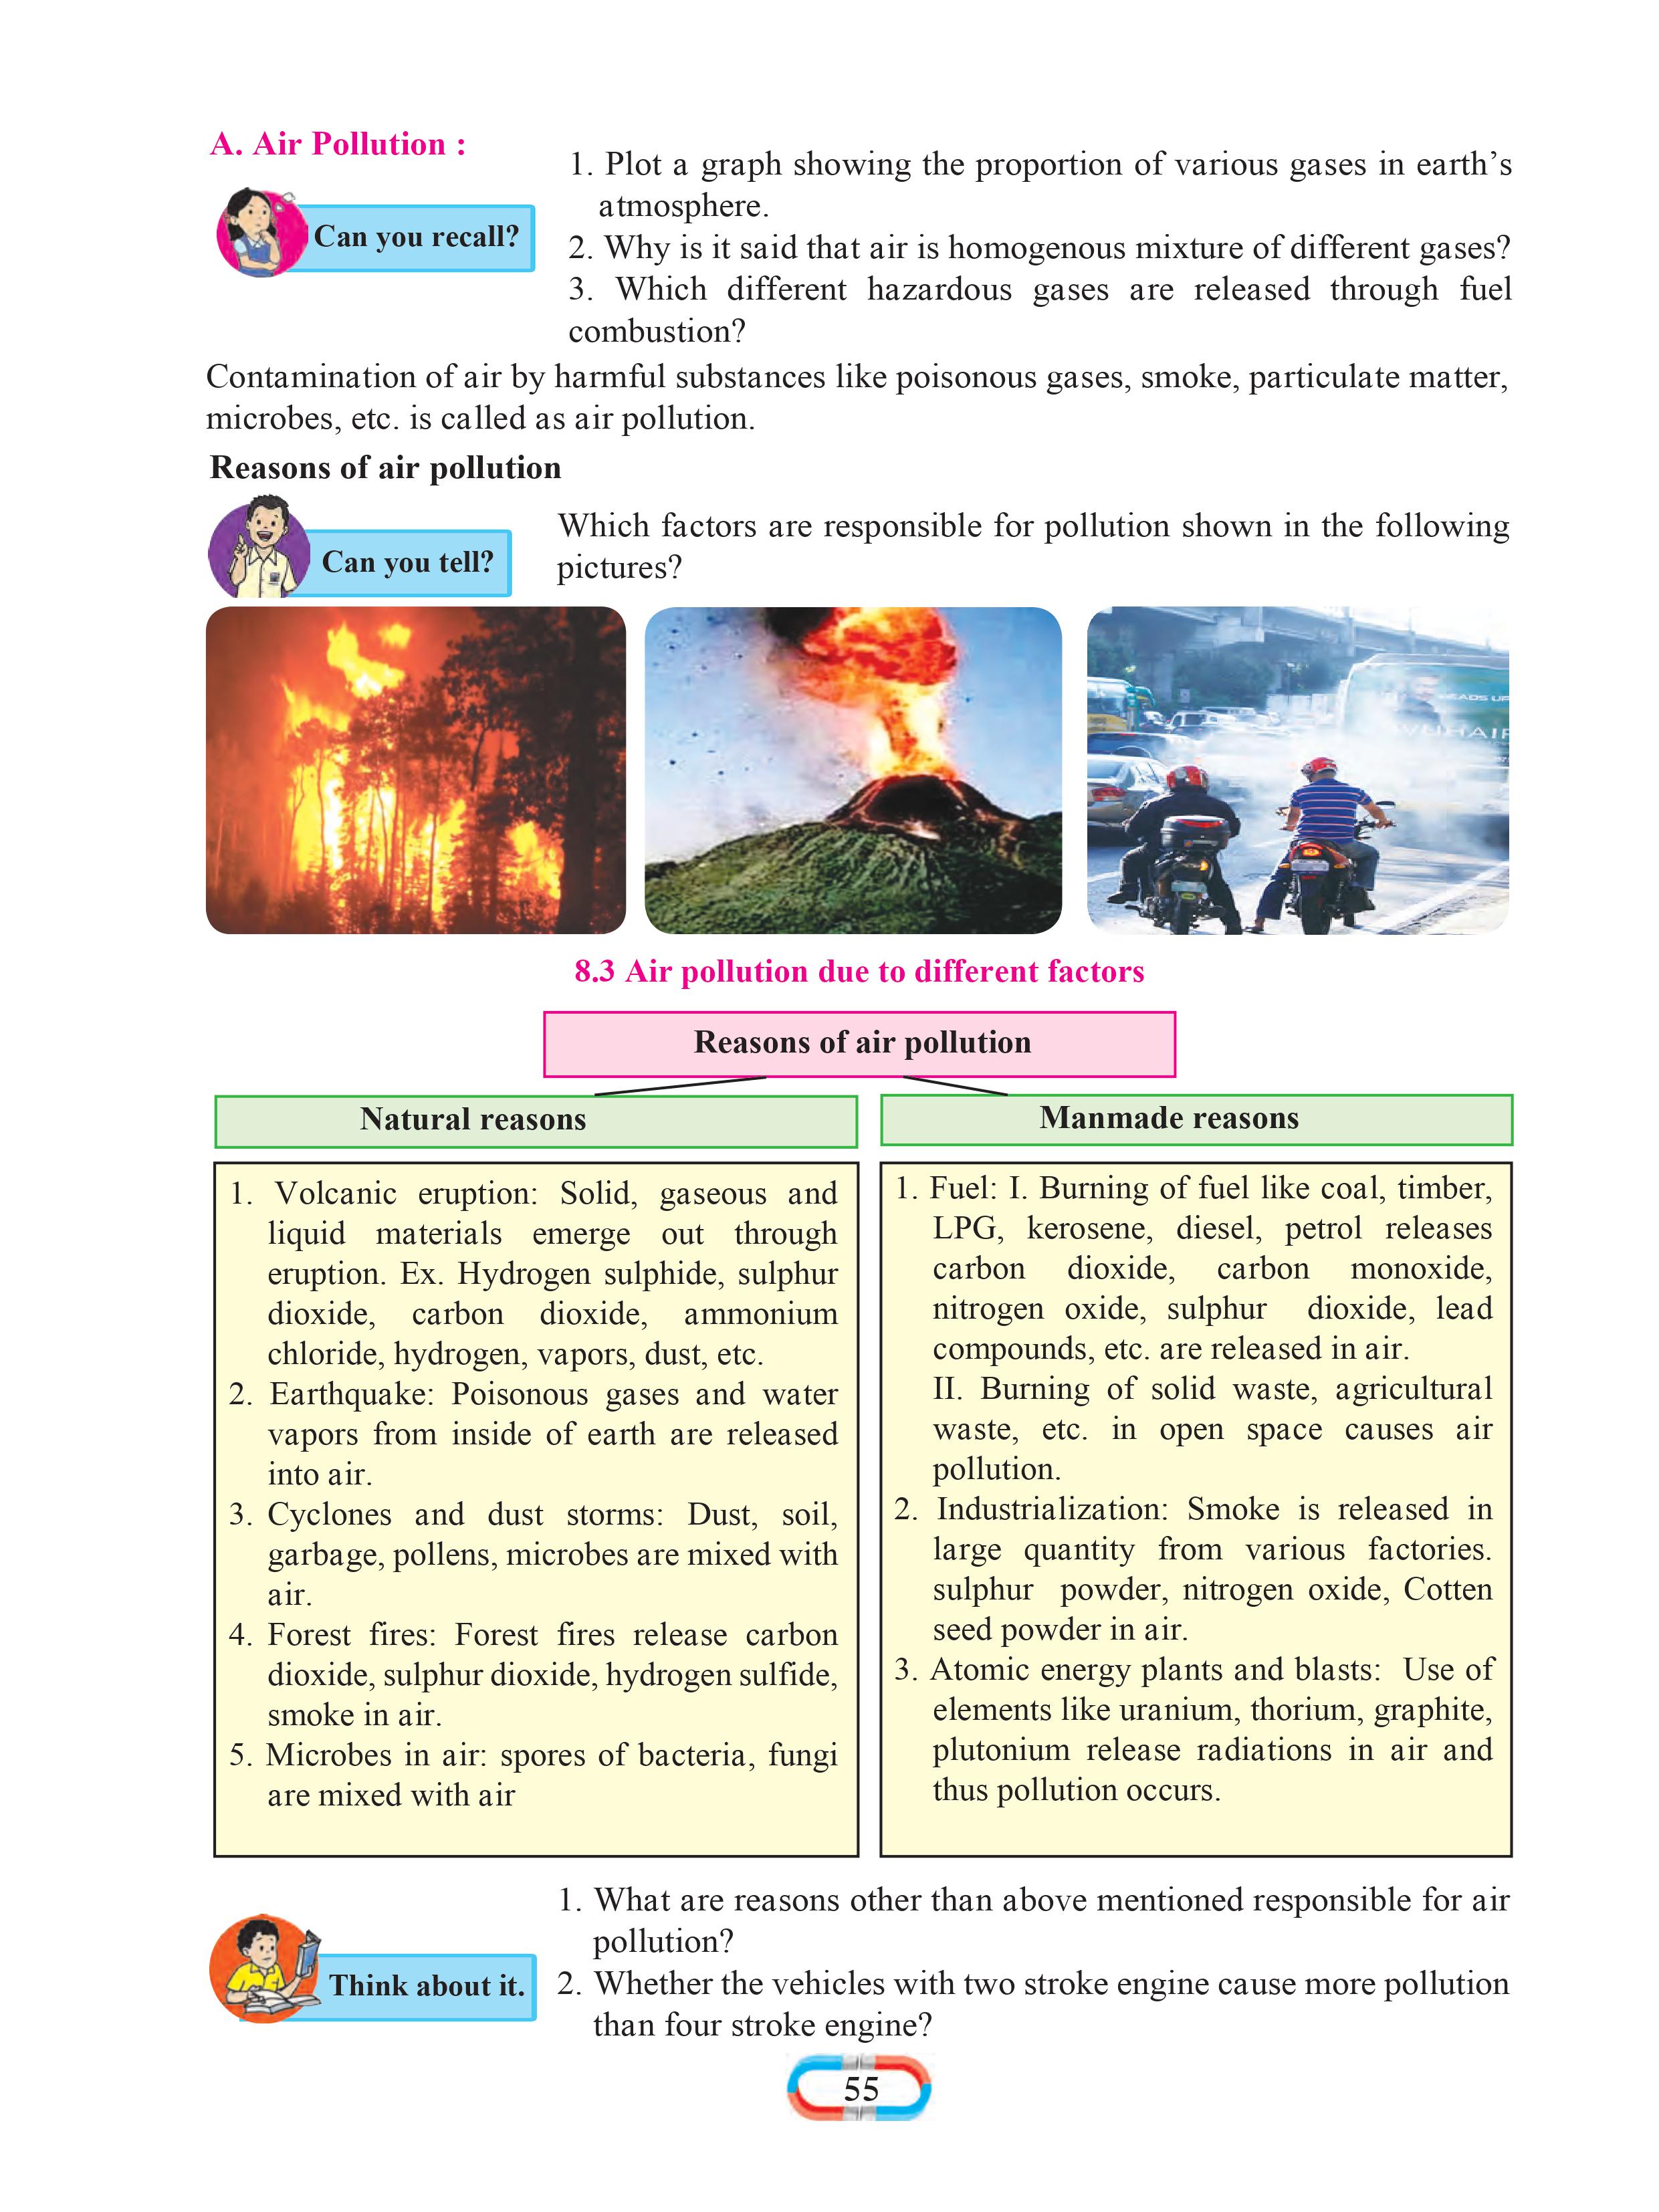 A. Air Pollution :
Can you recall?
1. Plot a graph showing the proportion of various gases in earth’s
atmosphere.
2. Why is it said that air is homogenous mixture of different gases?
3. Which different hazardous gases are released through fuel
combustion?
Contamination of air by harmful substances like poisonous gases, smoke, particulate matter,
microbes, etc. is called as air pollution.
Reasons of air pollution
Can you tell?
Which factors are responsible for pollution shown in the following
pictures?
8.3 Air pollution due to different factors
Reasons of air pollution
Natural reasons
1. Volcanic eruption: Solid, gaseous and
liquid materials emerge out through
eruption. Ex. Hydrogen sulphide, sulphur
dioxide, carbon dioxide, ammonium
chloride, hydrogen, vapors, dust, etc.
2. Earthquake: Poisonous gases and water
vapors from inside of earth are released
into air.
3. Cyclones and dust storms: Dust, soil,
garbage, pollens, microbes are mixed with
air.
4. Forest fires: Forest fires release carbon
dioxide, sulphur dioxide, hydrogen sulfide,
smoke in air.
5. Microbes in air: spores of bacteria, fungi
are mixed with air
Manmade reasons
1. Fuel: I. Burning of fuel like coal, timber,
LPG, kerosene, diesel, petrol releases
carbon dioxide, carbon monoxide,
nitrogen oxide, sulphur dioxide, lead
compounds, etc. are released in air.
II. Burning of solid waste, agricultural
waste, etc. in open space causes air
pollution.
2. Industrialization: Smoke is released in
large quantity from various factories.
sulphur powder, nitrogen oxide, Cotten
seed powder in air.
3. Atomic energy plants and blasts: Use of
elements like uranium, thorium, graphite,
plutonium release radiations in air and
thus pollution occurs.
Think about it.
1. What are reasons other than above mentioned responsible for air
pollution?
2. Whether the vehicles with two stroke engine cause more pollution
than four stroke engine?
55